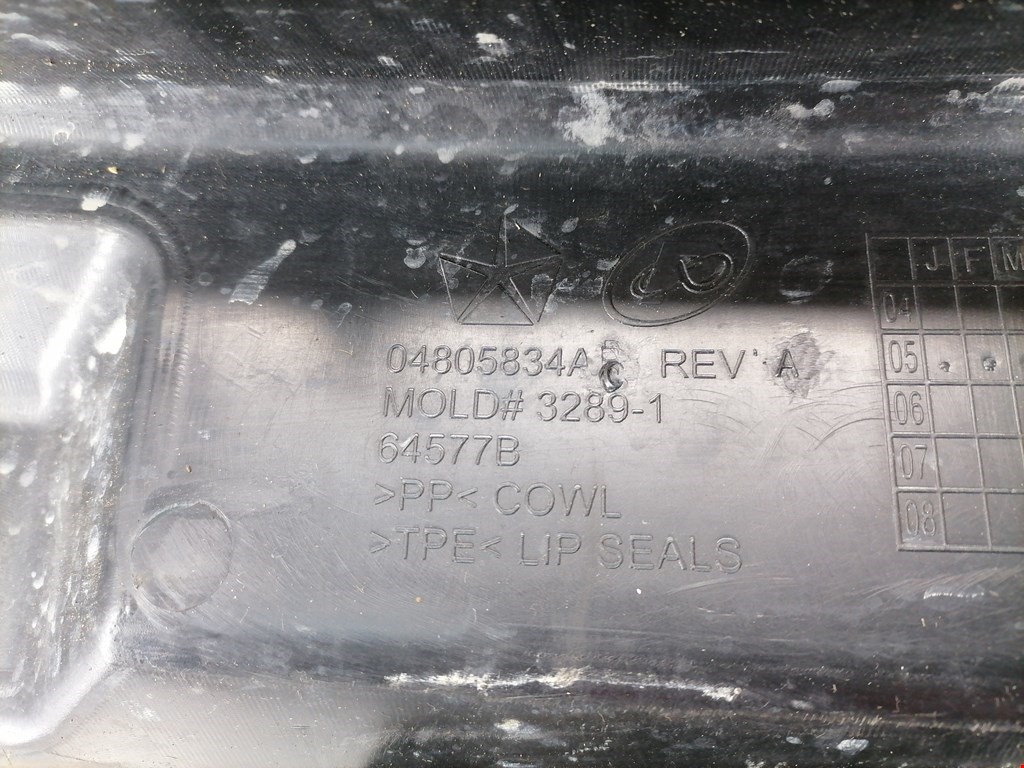 04805834A REV A
MOLD# 3289-1
64577B
>PP< COWL
>TPE< LIP SEALS
J F M
04
05
06
07
08